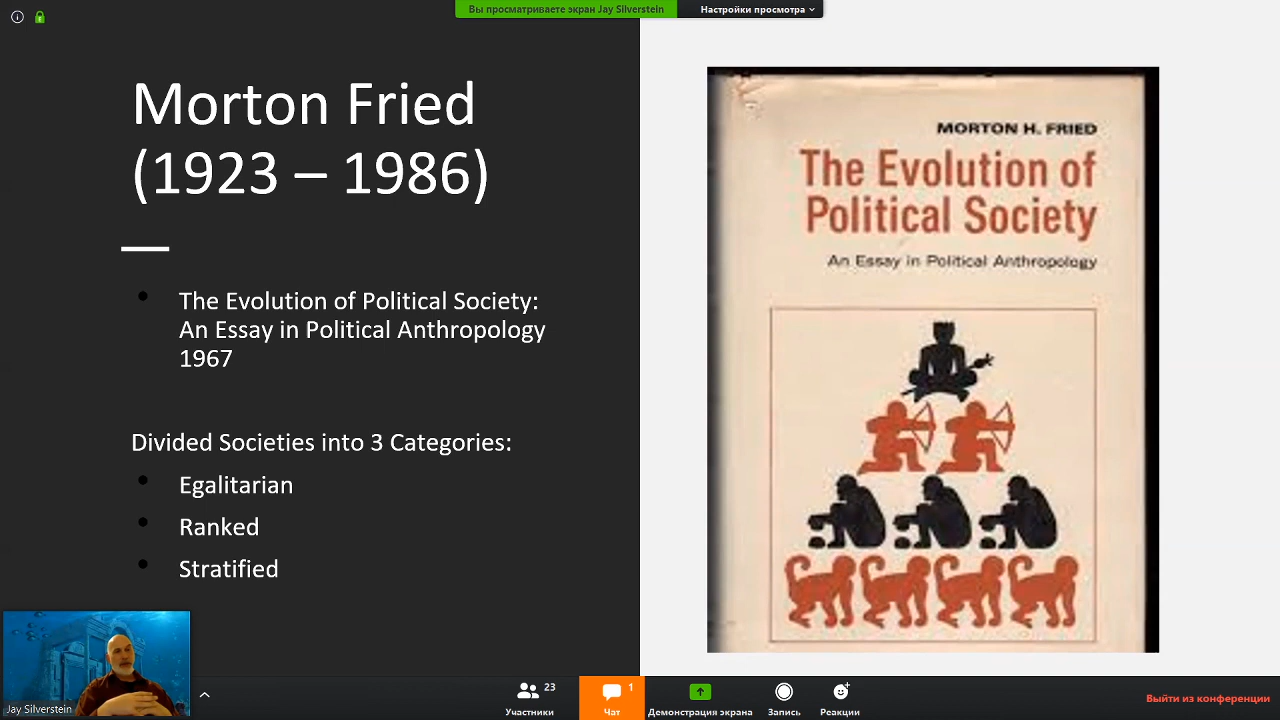 Вы просматриваете экран Jay Silverstein
Настройки просмотра
Morton Fried
(1923 – 1986)
The Evolution of Political Society:
An Essay in Political Anthropology
1967
Divided Societies into 3 Categories:
Egalitarian
Ranked
Stratified
MORTON H. FRIED
The Evolution of
Political Society
An Essay in Political Anthropology
Jay Silverstein
23
Участники
1
Чат
Демонстрация экрана
Запись
Реакции
Выйти из конференции